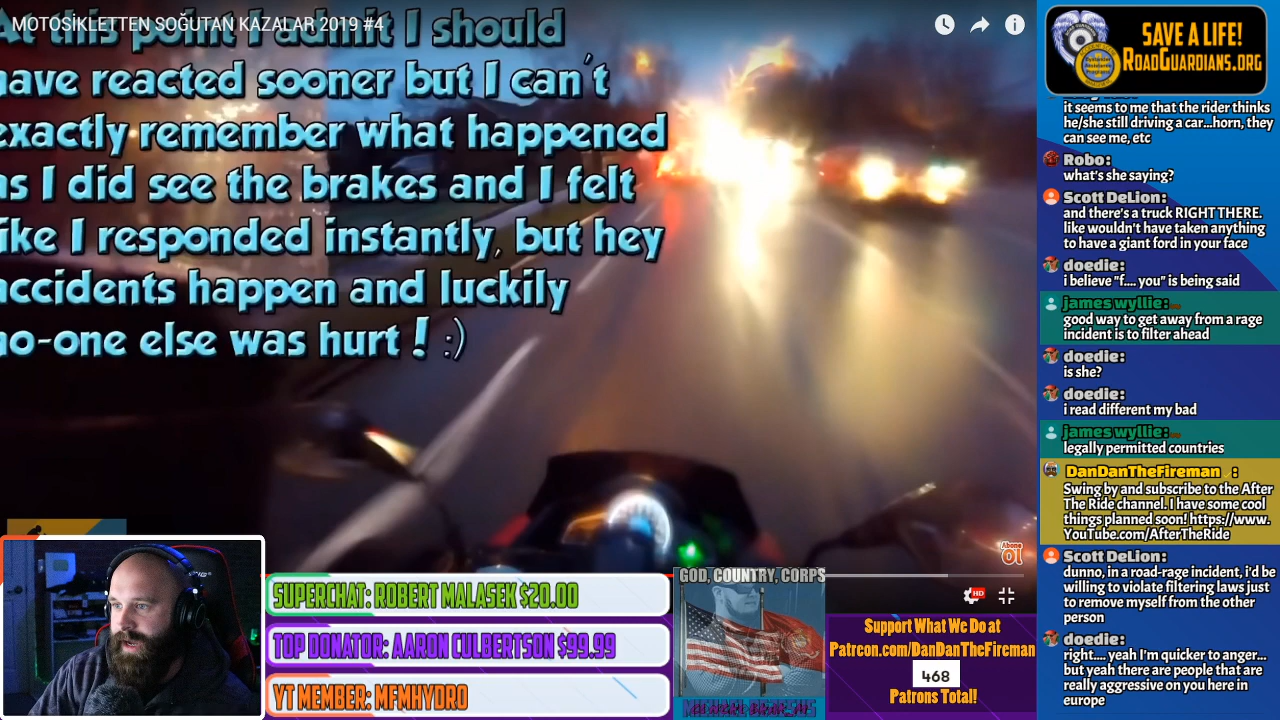 MOTOSİKLETTEN SOĞUTAN KAZALAR 2019 #4
At this point I admit I should
have reacted sooner but I can't
exactly remember what happened
as I did see the brakes and I felt
like I responded instantly, but hey
accidents happen and luckily
no-one else was hurt! :)
Abone
Ol
HD
SUPERCHAT: ROBERT MALASEK $20.00
TOP DONATOR: AARON CULBERTSON $99.99
YT MEMBER: MFMHYDRO
GOD, COUNTRY, CORPS
Support What We Do at
Patreon.com/DanDanTheFireman
468
Patrons Total!
SAVE A LIFE!
ROADGUARDIANS.ORG
it seems to me that the rider thinks
he/she still driving a car...horn, they
can see me, etc
Robo:
what's she saying?
Scott DeLion:
and there's a truck RIGHT THERE.
like wouldn't have taken anything
to have a giant ford in your face
doedie:
i believe "f.... you" is being said
james wyllie:
good way to get away from a rage
incident is to filter ahead
doedie:
is she?
doedie:
i read different my bad
james wyllie:
legally permitted countries
DanDanTheFireman :
Swing by and subscribe to the After
The Ride channel. I have some cool
things planned soon! https://www.
YouTube.com/AfterTheRide
Scott DeLion:
dunno, in a road-rage incident, i'd be
willing to violate filtering laws just
to remove myself from the other
person
doedie:
right.... yeah I'm quicker to anger...
but yeah there are people that are
really aggressive on you here in
europe